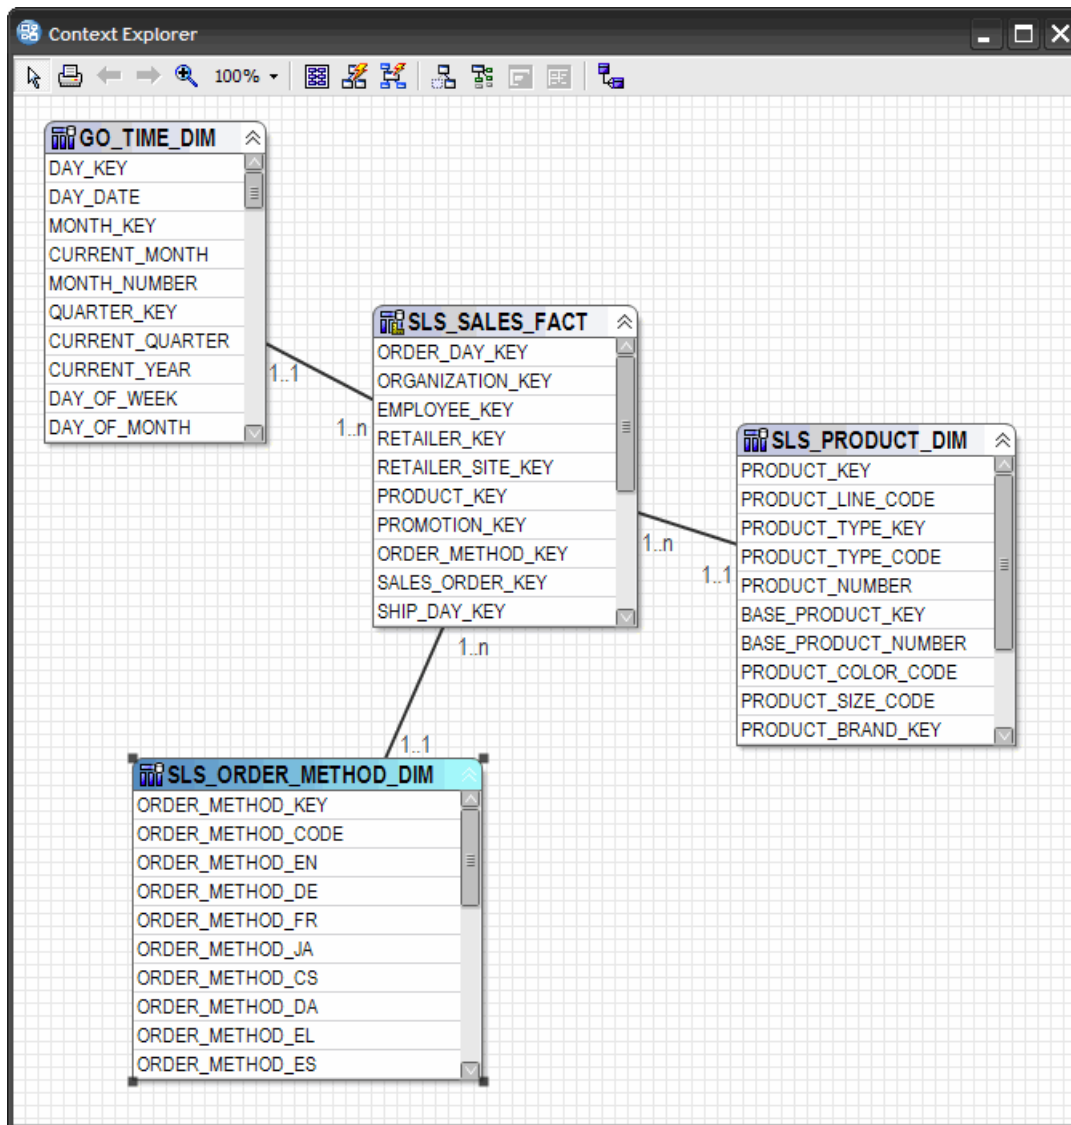 Context Explorer
100%
GO_TIME_DIM
DAY_KEY
DAY_DATE
MONTH_KEY
CURRENT_MONTH
MONTH_NUMBER
QUARTER_KEY
CURRENT_QUARTER
CURRENT_YEAR
DAY_OF_WEEK
DAY_OF_MONTH
1..1
1..n
SLS_SALES_FACT
ORDER_DAY_KEY
ORGANIZATION_KEY
EMPLOYEE_KEY
RETAILER_KEY
RETAILER_SITE_KEY
PRODUCT_KEY
PROMOTION_KEY
ORDER_METHOD_KEY
SALES_ORDER_KEY
SHIP_DAY_KEY
1..n
1..1
SLS_PRODUCT_DIM
PRODUCT_KEY
PRODUCT_LINE_CODE
PRODUCT_TYPE_KEY
PRODUCT_TYPE_CODE
PRODUCT_NUMBER
BASE_PRODUCT_KEY
BASE_PRODUCT_NUMBER
PRODUCT_COLOR_CODE
PRODUCT_SIZE_CODE
PRODUCT_BRAND_KEY
1..n
1..1
SLS_ORDER_METHOD_DIM
ORDER_METHOD_KEY
ORDER_METHOD_CODE
ORDER_METHOD_EN
ORDER_METHOD_DE
ORDER_METHOD_FR
ORDER_METHOD_JA
ORDER_METHOD_CS
ORDER_METHOD_DA
ORDER_METHOD_EL
ORDER_METHOD_ES